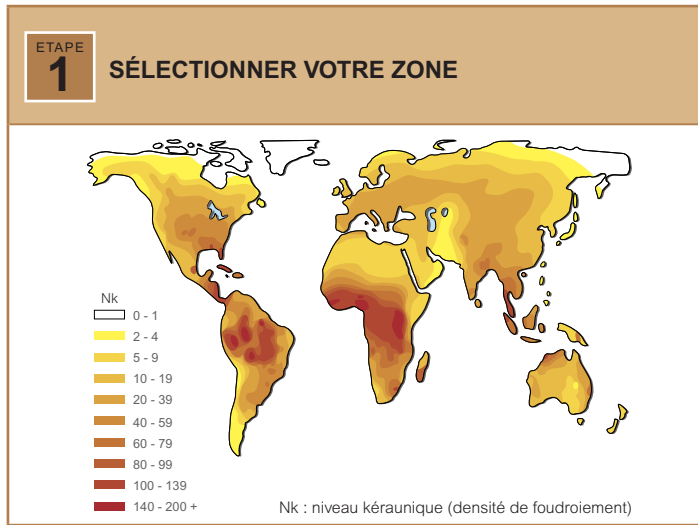 ETAPE
1
SÉLECTIONNER VOTRE ZONE
Nk
0 - 1
2 - 4
5 - 9
10 - 19
20 - 39
40 - 59
60 - 79
80 - 99
100 - 139
140 - 200 +
Nk : niveau kéraunique (densité de foudroiement)